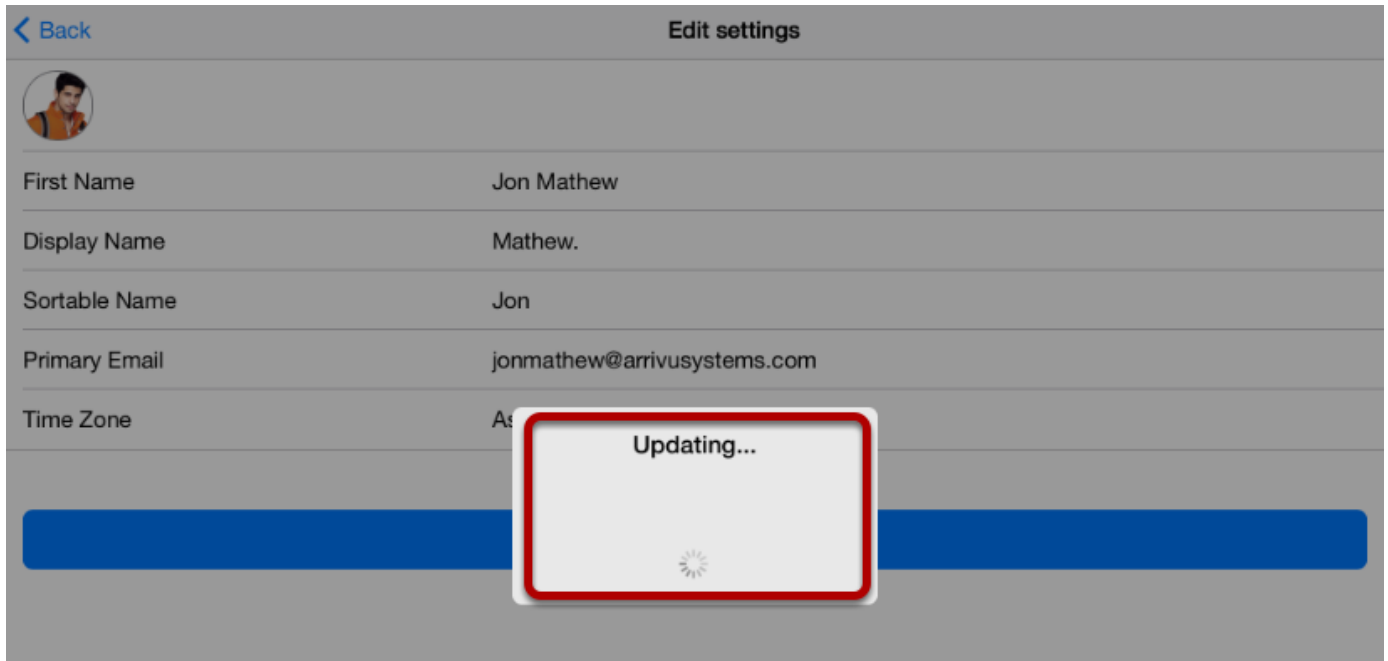 Back
Edit settings
First Name Jon Mathew
Display Name Mathew.
Sortable Name Jon
Primary Email jonmathew@arrivusystems.com
Time Zone
Updating...